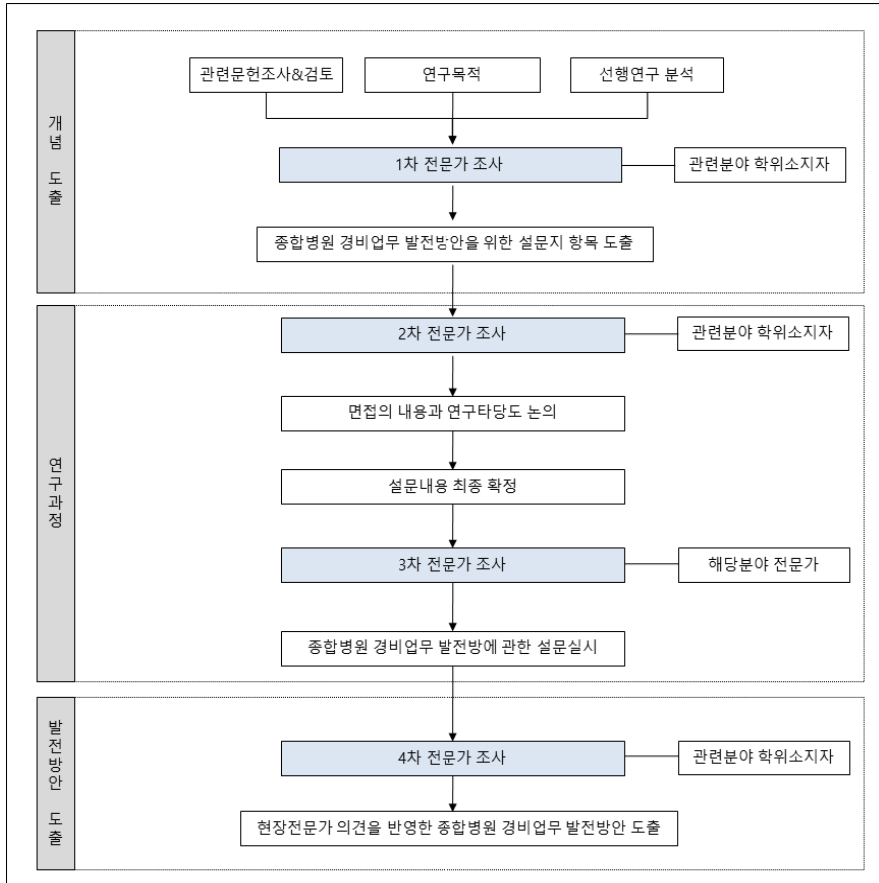 개념 도출
관련문헌조사&검토
연구목적
선행연구 분석
1차 전문가 조사
관련분야 학위소지자
종합병원 경비업무 발전방안을 위한 설문지 항목 도출
연구과정
2차 전문가 조사
관련분야 학위소지자
면접의 내용과 연구타당도 논의
설문내용 최종 확정
3차 전문가 조사
해당분야 전문가
종합병원 경비업무 발전방에 관한 설문실시
발전방안 도출
4차 전문가 조사
관련분야 학위소지자
현장전문가 의견을 반영한 종합병원 경비업무 발전방안 도출